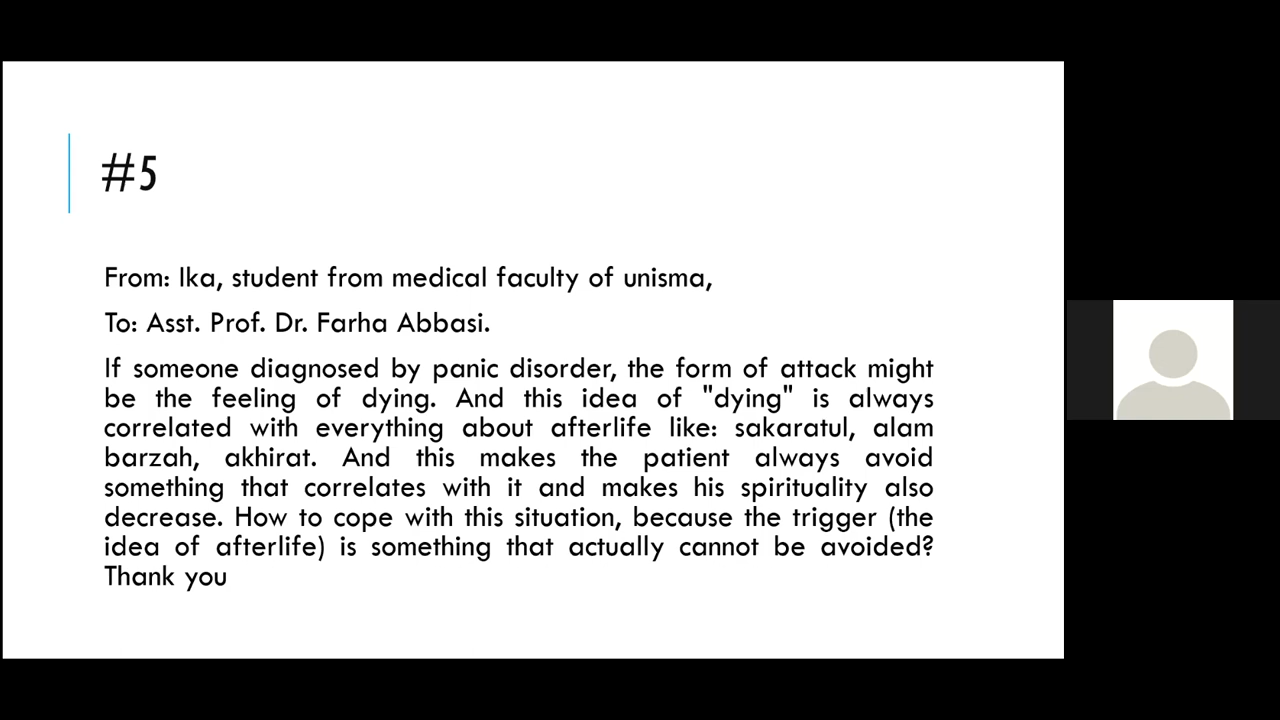 #5
From: Ika, student from medical faculty of unisma,
To: Asst. Prof. Dr. Farha Abbasi.
If someone diagnosed by panic disorder, the form of attack might
be the feeling of dying. And this idea of "dying" is always
correlated with everything about afterlife like: sakaratul, alam
barzah, akhirat. And this makes the patient always avoid
something that correlates with it and makes his spirituality also
decrease. How to cope with this situation, because the trigger (the
idea of afterlife) is something that actually cannot be avoided?
Thank you